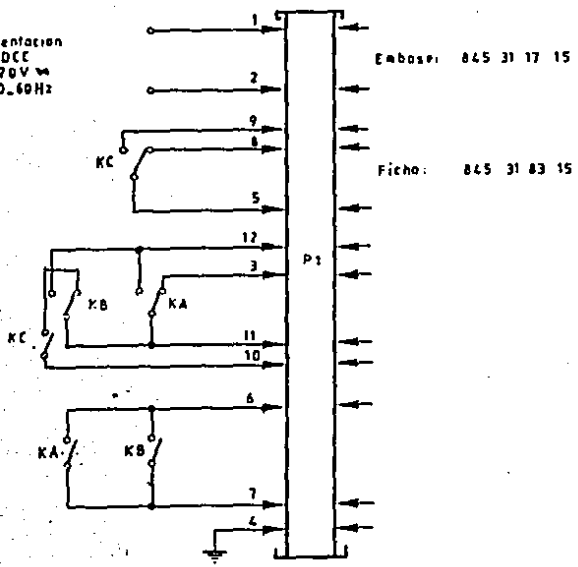 1
entacion
DCC
70V
0_60Hz
Embase: 845 31 17 15
2
9
KC
8
Ficha: 845 31 83 15
5
12
P1
3
KB
KA
KC
11
10
6
KA
KB
7
4